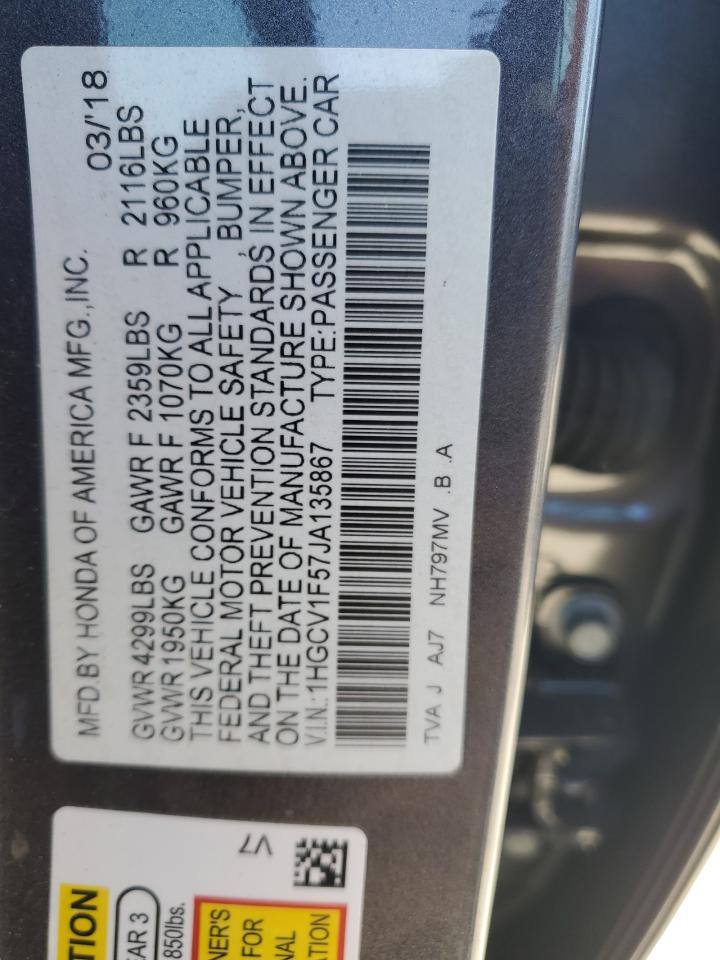 MFD.BY HONDA OF AMERICA MFG.,INC. 03/'18
GVWR 4299LBS GAWR F 2359LBS R 2116LBS
GVWR 1950KG GAWR F 1070KG R 960KG
THIS VEHICLE CONFORMS TO ALL APPLICABLE
FEDERAL MOTOR VEHICLE SAFETY , BUMPER,
AND THEFT PREVENTION STANDARDS IN EFFECT
ON THE DATE OF MANUFACTURE SHOWN ABOVE.
V.I.N.: 1HGCV1F57JA135867 TYPE:PASSENGER CAR
TVA J AJ7 NH797MV .B .A
V7
TION
EAR 3
850lbs.
NER'S
FOR
NAL
ATION